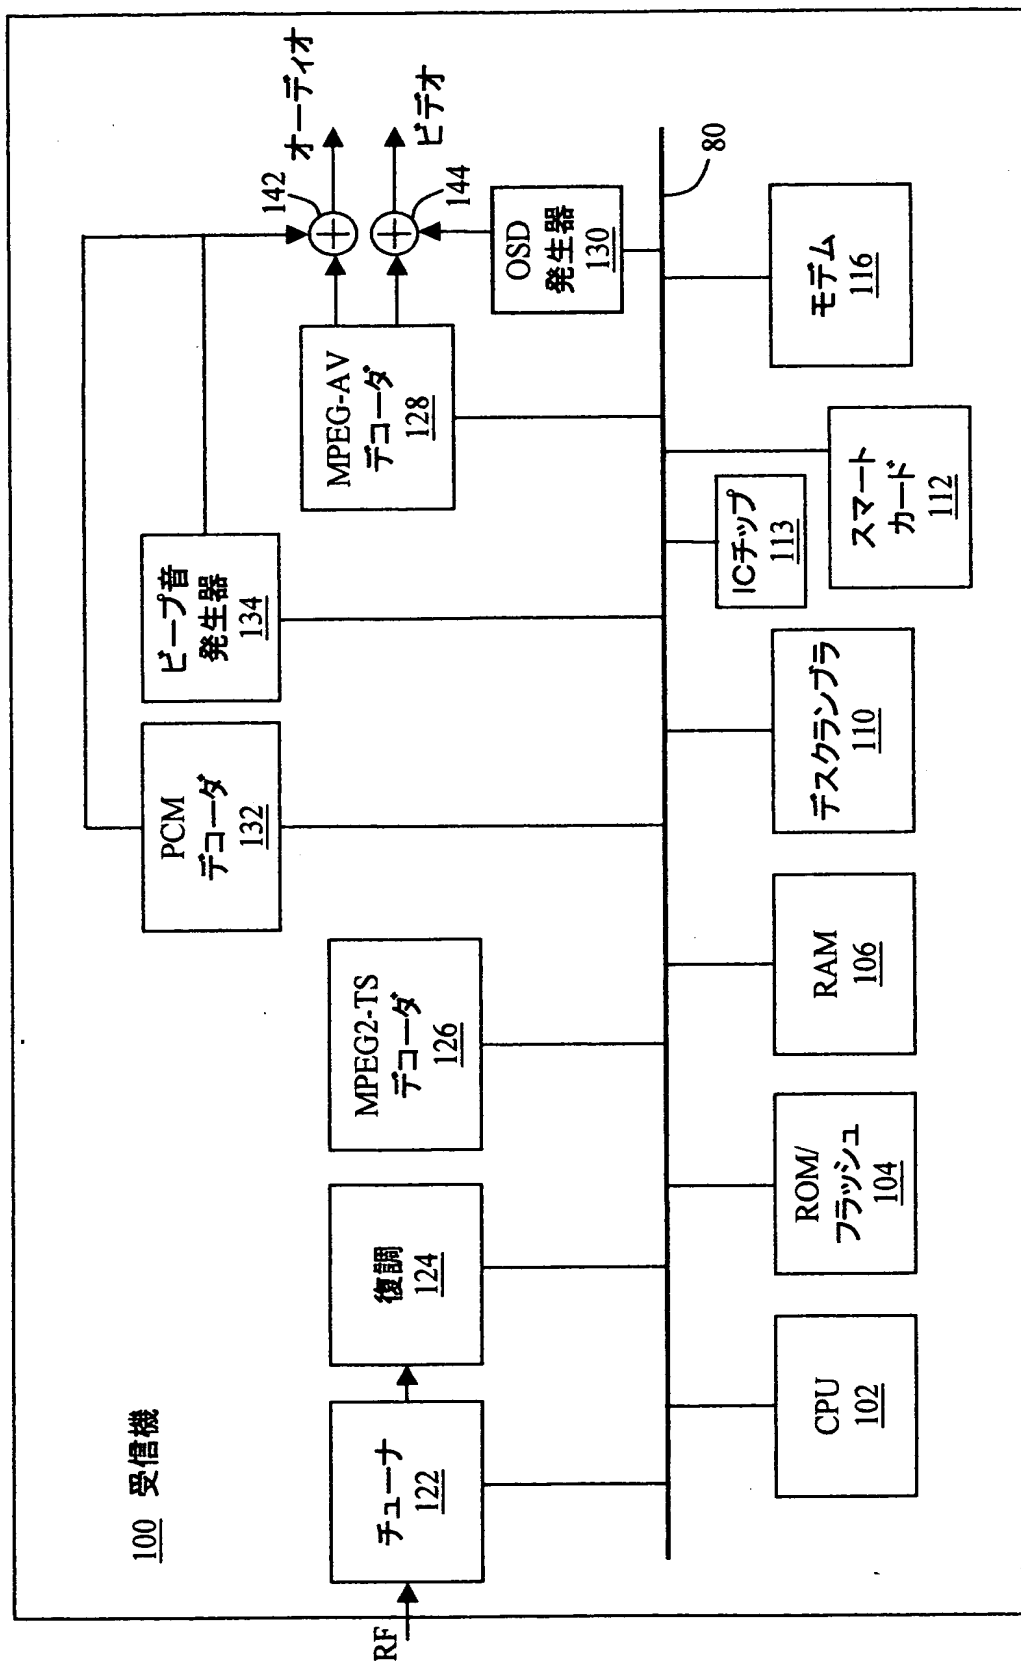 100 受信機
PCM
デコーダ
132
ビープ音
発生器
134
142
オーディオ
ビデオ
144
RF
チューナ
122
復調
124
MPEG2-TS
デコーダ
126
MPEG-AV
デコーダ
128
OSD
発生器
130
80
CPU
102
ROM/
フラッシュ
104
RAM
106
デスクランブラ
110
ICチップ
113
スマート
カード
112
モデム
116